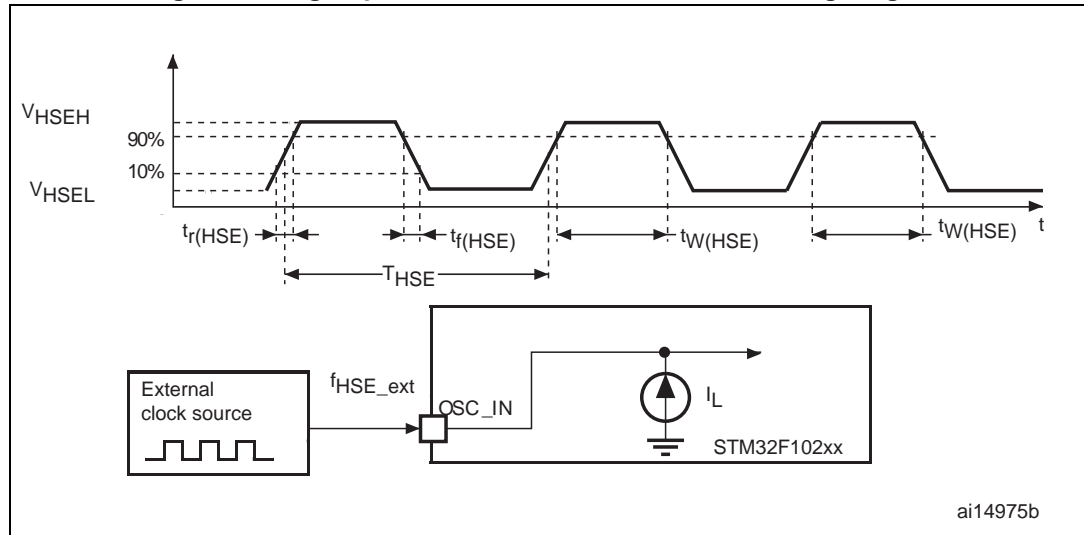 VHSEH
90%
10%
VHSEL
tr(HSE)
tf(HSE)
tW(HSE)
tW(HSE)
t
THSE
External
clock source
fHSE_ext
OSC_IN
IL
STM32F102xx
ai14975b